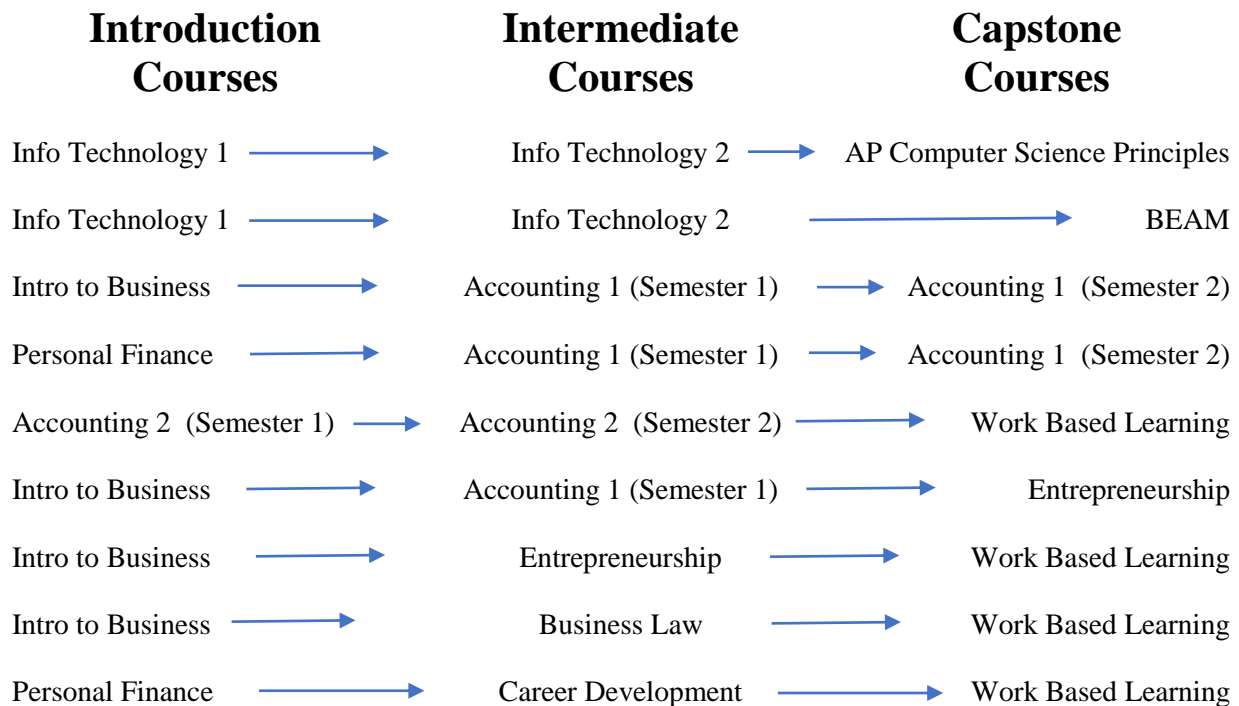 Introduction Courses Intermediate Courses Capstone Courses
Info Technology 1 Info Technology 2 AP Computer Science Principles
Info Technology 1 Info Technology 2 BEAM
Intro to Business Accounting 1 (Semester 1) Accounting 1 (Semester 2)
Personal Finance Accounting 1 (Semester 1) Accounting 1 (Semester 2)
Accounting 2 (Semester 1) Accounting 2 (Semester 2) Work Based Learning
Intro to Business Accounting 1 (Semester 1) Entrepreneurship
Intro to Business Entrepreneurship Work Based Learning
Intro to Business Business Law Work Based Learning
Personal Finance Career Development Work Based Learning